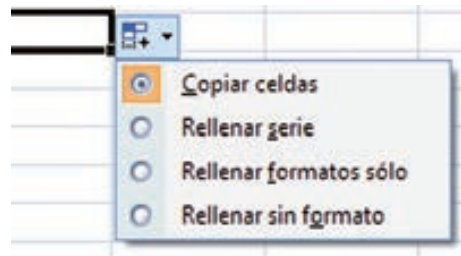 Copiar celdas
Rellenar serie
Rellenar formatos sólo
Rellenar sin formato